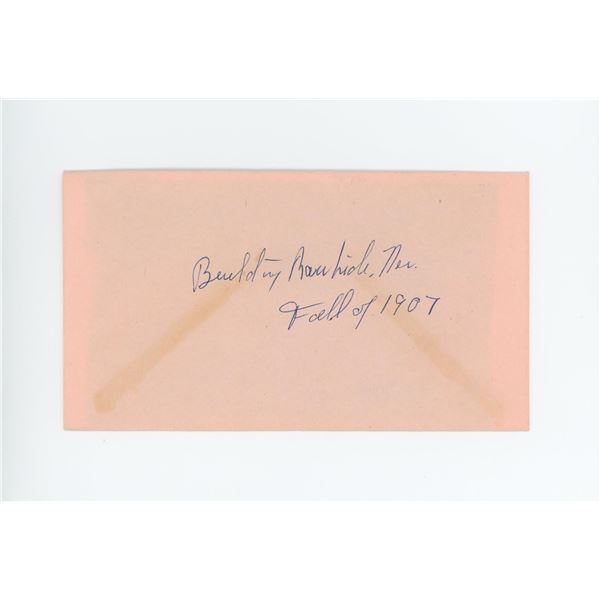 Building Rawhide, Nev.
Fall of 1907